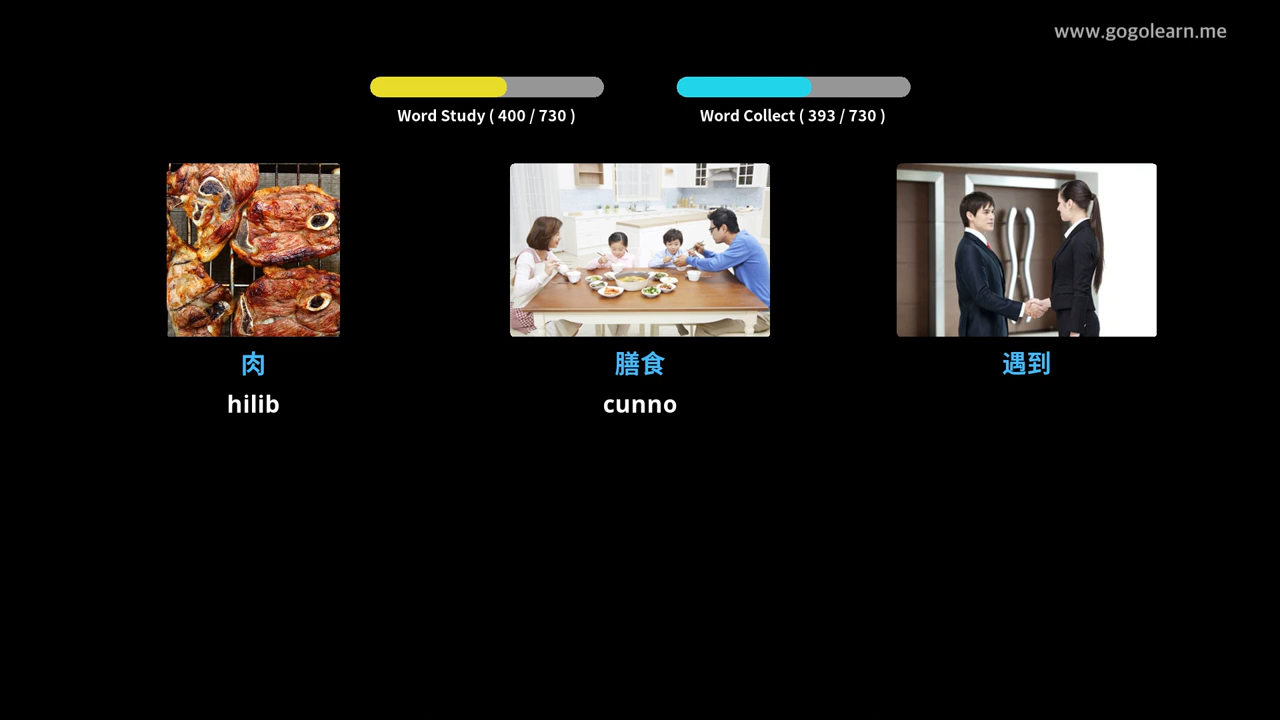 www.gogolearn.me
Word Study ( 400 / 730 )
Word Collect ( 393 / 730 )
肉
膳食
遇到
hilib
cunno